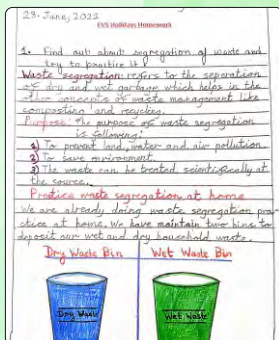 29. June, 2022
EVS Holidays Homework
1. Find out about segregation of waste and
try to practice it.
Waste segregation: refers to the separation
of dry and wet garbage which helps in the
other concepts of waste management like
composting and recycling.
Purpose: The purpose of waste segregation
is following:
1) To prevent land, water and air pollution.
2) To save environment.
3) The waste can be treated scientifically at
the source.
Practice waste segregation at home
We are already doing waste segregation pra-
ctice at home. We have maintain two bins to
deposit our wet and dry household waste.
Dry Waste Bin Wet Waste Bin
Dry Waste Wet Waste